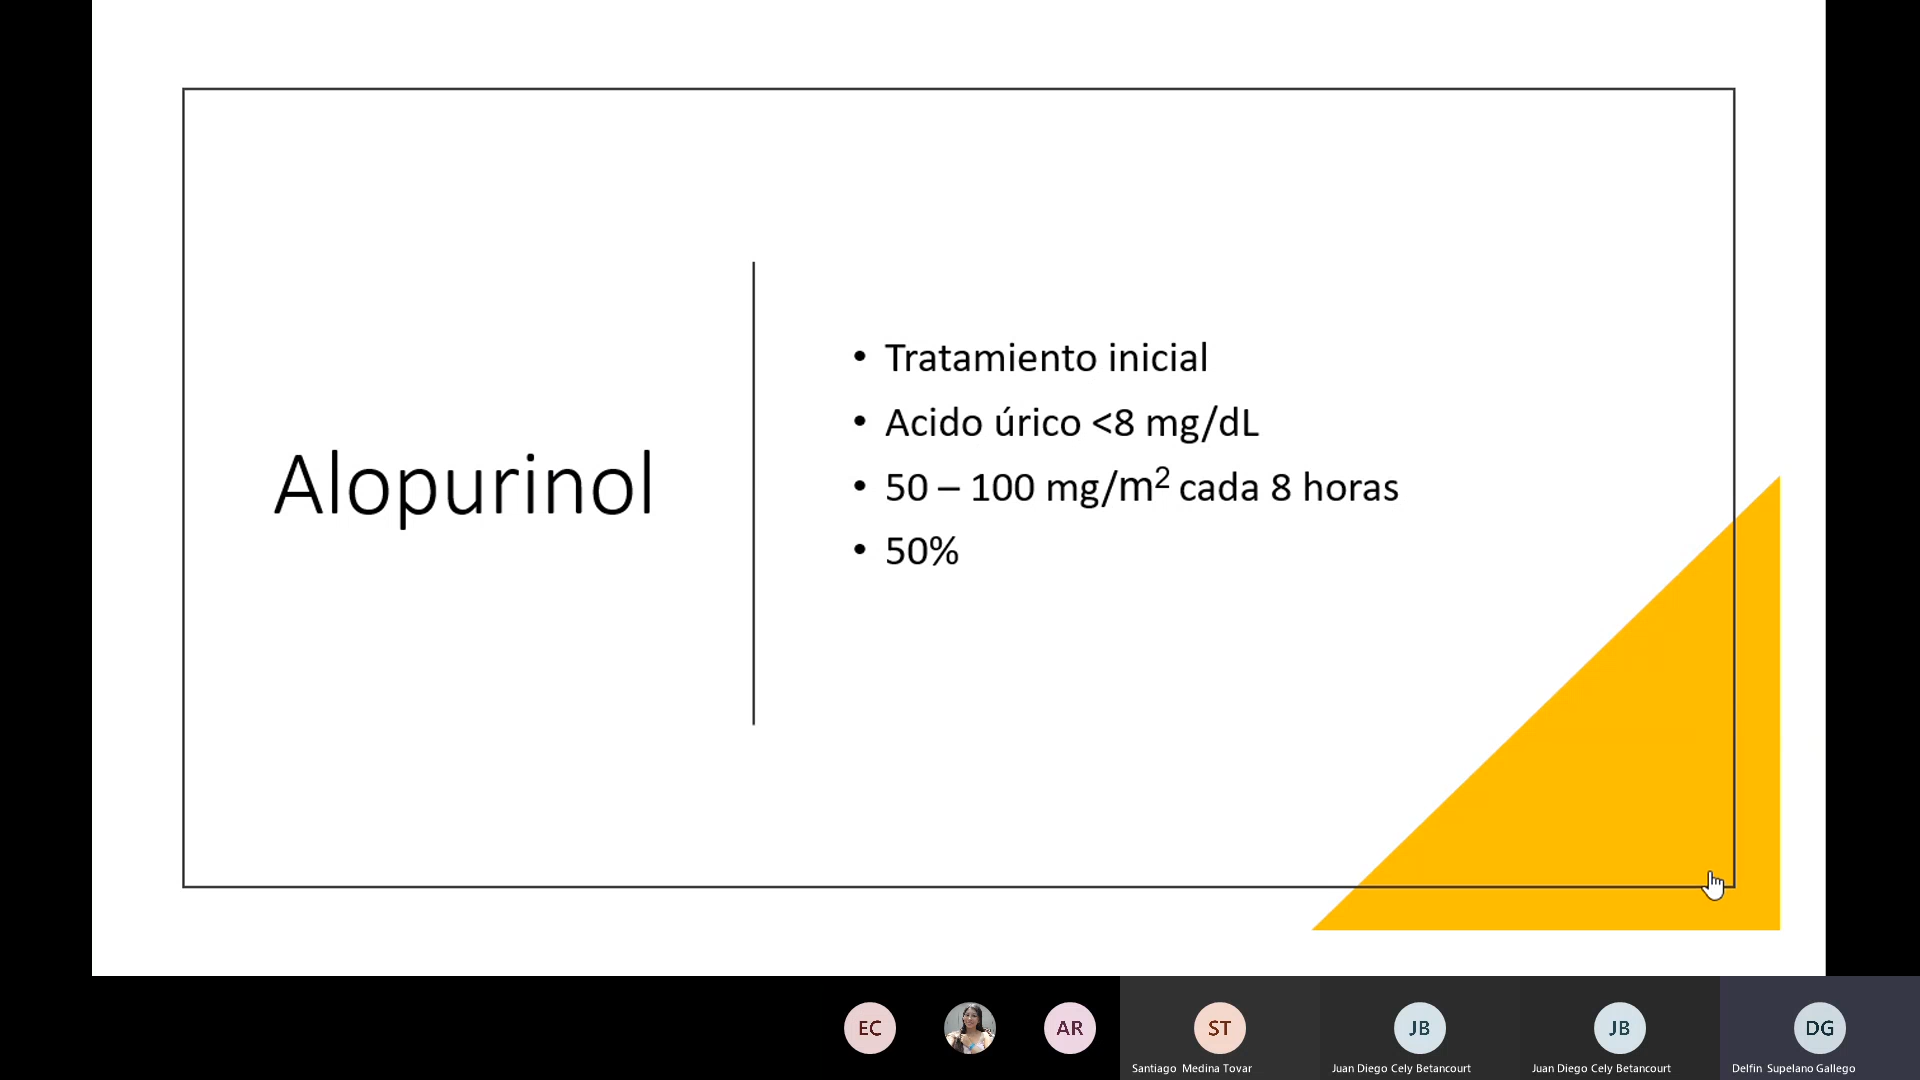 Alopurinol
• Tratamiento inicial
• Acido úrico <8 mg/dL
• 50 – 100 mg/m² cada 8 horas
• 50%
EC
AR
ST
JB
JB
DG
Santiago Medina Tovar
Juan Diego Cely Betancourt
Juan Diego Cely Betancourt
Delfin Supelano Gallego